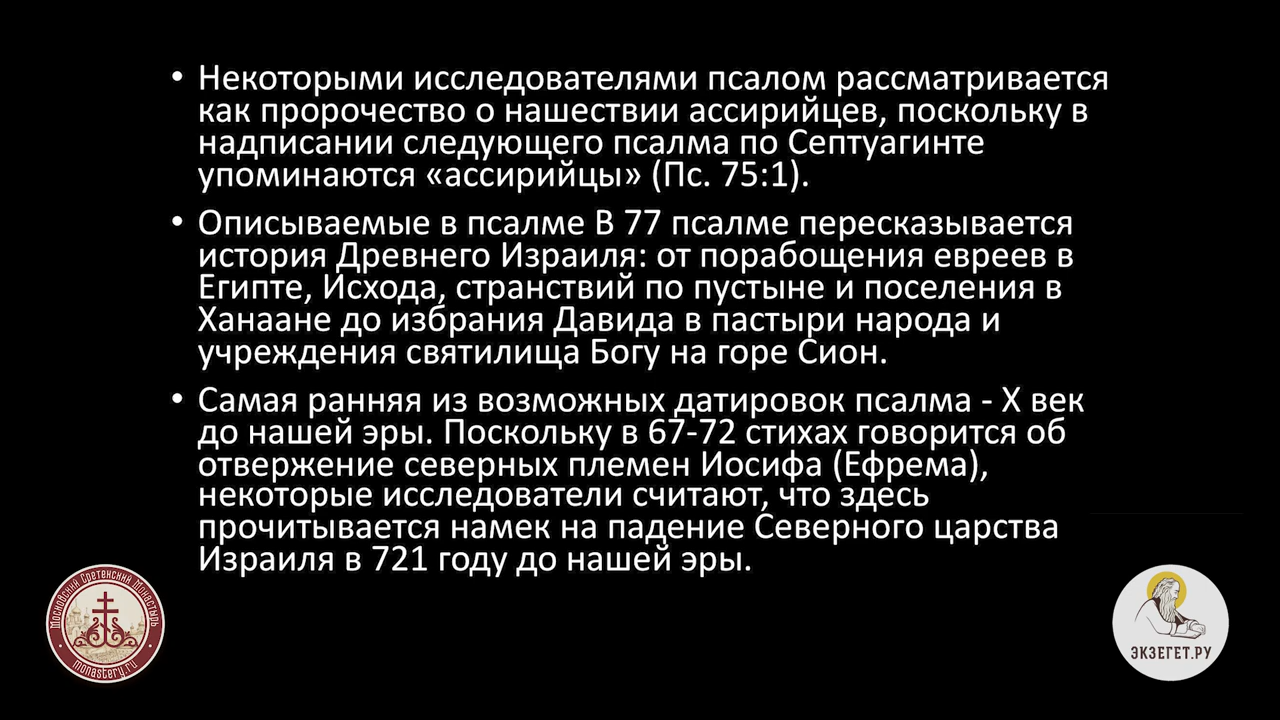 • Некоторыми исследователями псалом рассматривается
как пророчество о нашествии ассирийцев, поскольку в
надписании следующего псалма по Септуагинте
упоминаются «ассирийцы» (Пс. 75:1).
• Описываемые в псалме В 77 псалме пересказывается
история Древнего Израиля: от порабощения евреев в
Египте, Исхода, странствий по пустыне и поселения в
Ханаане до избрания Давида в пастыри народа и
учреждения святилища Богу на горе Сион.
• Самая ранняя из возможных датировок псалма - X век
до нашей эры. Поскольку в 67-72 стихах говорится об
отвержение северных племен Иосифа (Ефрема),
некоторые исследователи считают, что здесь
прочитывается намек на падение Северного царства
Израиля в 721 году до нашей эры.
Московский Сретенский Монастырь
monastery.ru
ЭКЗЕГЕТ.РУ